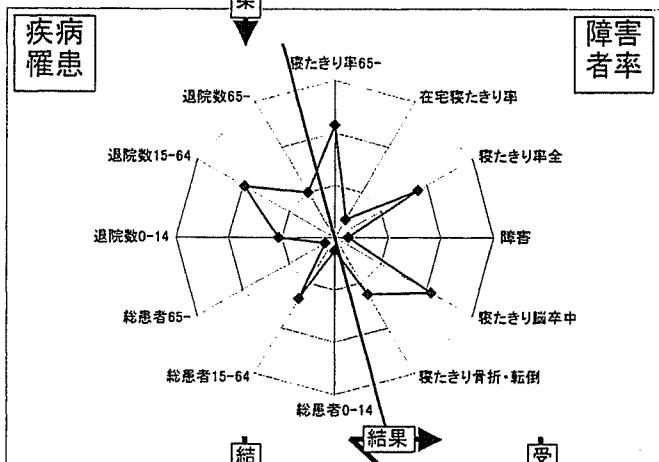 疾病
罹患
障害
者率
寝たきり率65-
退院数65-
在宅寝たきり率
退院数15-64
寝たきり率全
退院数0-14
障害
総患者65-
寝たきり脳卒中
総患者15-64
寝たきり骨折・転倒
総患者0-14
結果
結
受